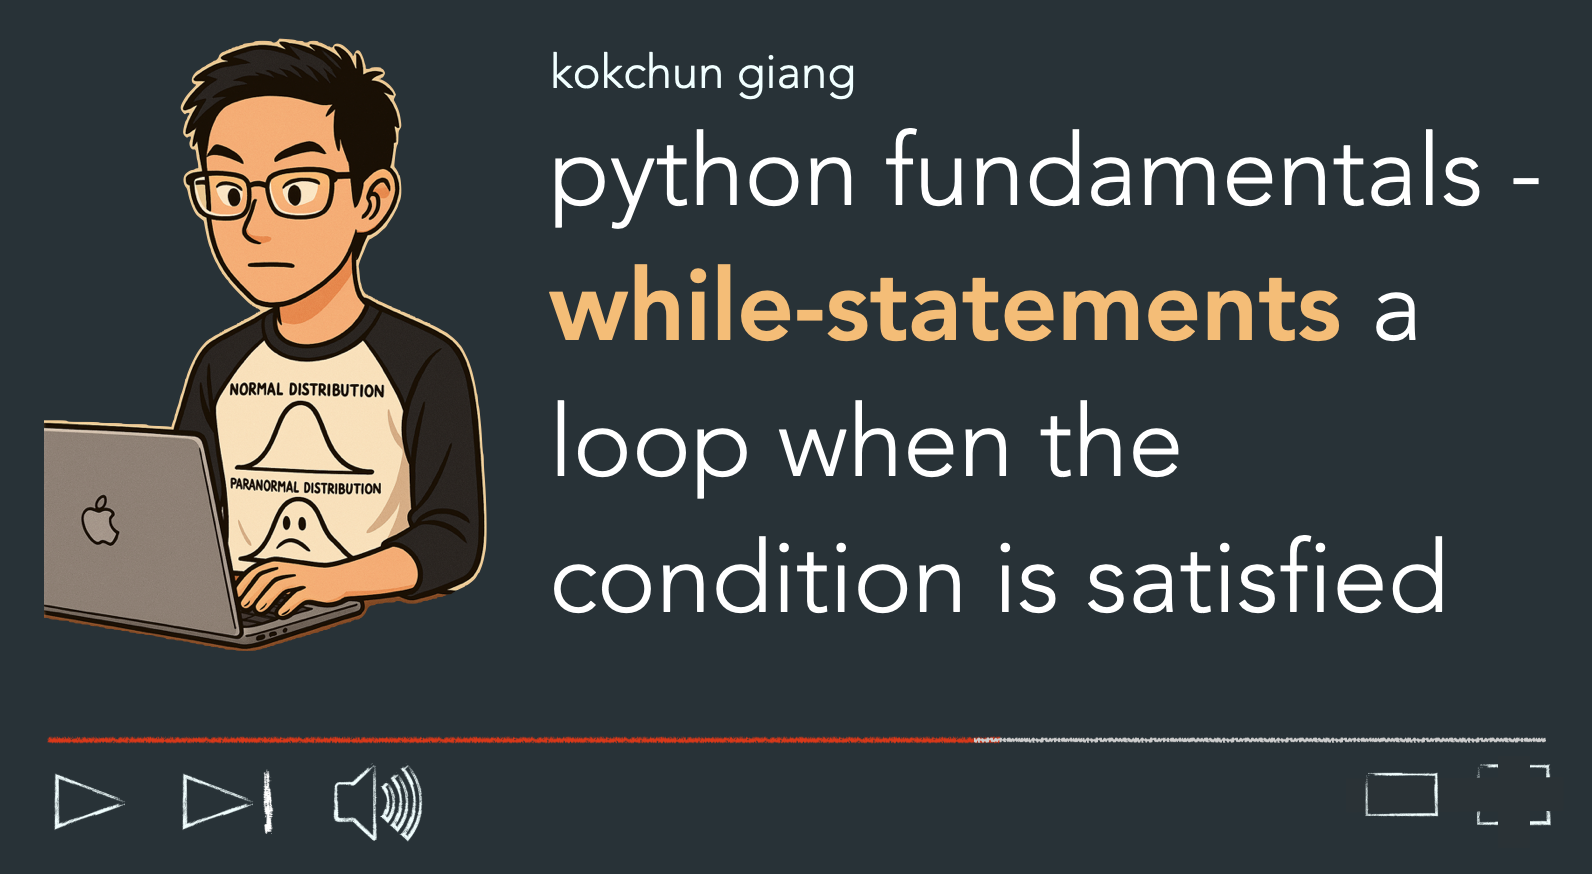 kokchun giang
python fundamentals -
while-statements a
loop when the
condition is satisfied
NORMAL DISTRIBUTION
PARANORMAL DISTRIBUTION